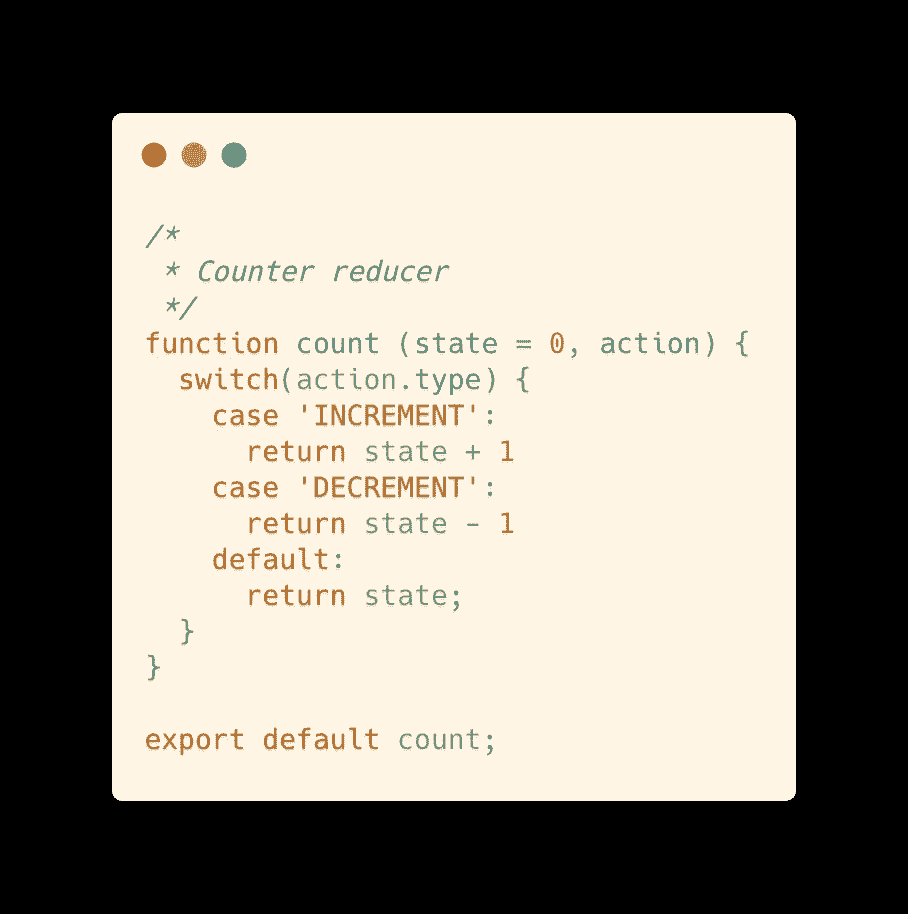 /*
 * Counter reducer
 */
function count (state = 0, action) {
  switch(action.type) {
    case 'INCREMENT':
      return state + 1
    case 'DECREMENT':
      return state - 1
    default:
      return state;
  }
}

export default count;